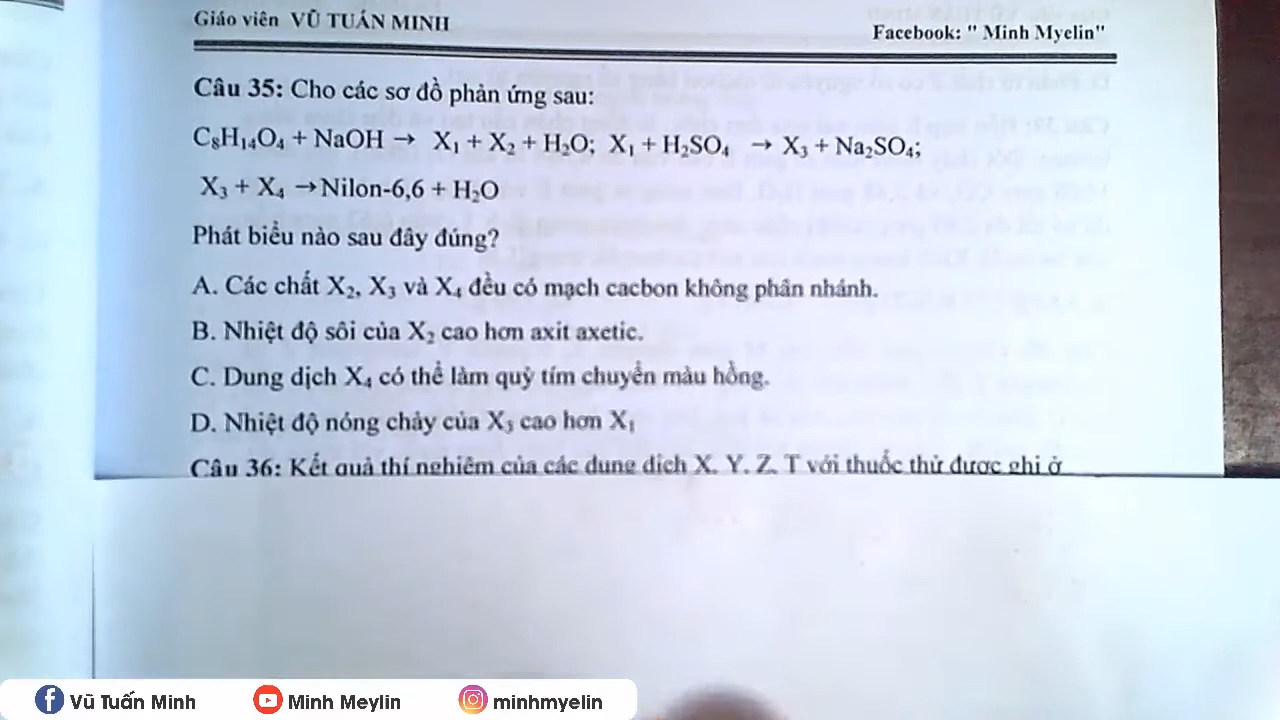 Giáo viên VŨ TUẤN MINH
Facebook: " Minh Myelin"
Câu 35: Cho các sơ đồ phản ứng sau:
C₈H₁₄O₄ + NaOH → X₁ + X₂ + H₂O; X₁ + H₂SO₄ → X₃ + Na₂SO₄;
X₃ + X₄ → Nilon-6,6 + H₂O
Phát biểu nào sau đây đúng?
A. Các chất X₂, X₃ và X₄ đều có mạch cacbon không phân nhánh.
B. Nhiệt độ sôi của X₂ cao hơn axit axetic.
C. Dung dịch X₄ có thể làm quỳ tím chuyển màu hồng.
D. Nhiệt độ nóng chảy của X₃ cao hơn X₁
Câu 36: Kết quả thí nghiệm của các dung dịch X, Y, Z, T với thuốc thử được ghi ở
Vũ Tuấn Minh
Minh Meylin
minhmyelin